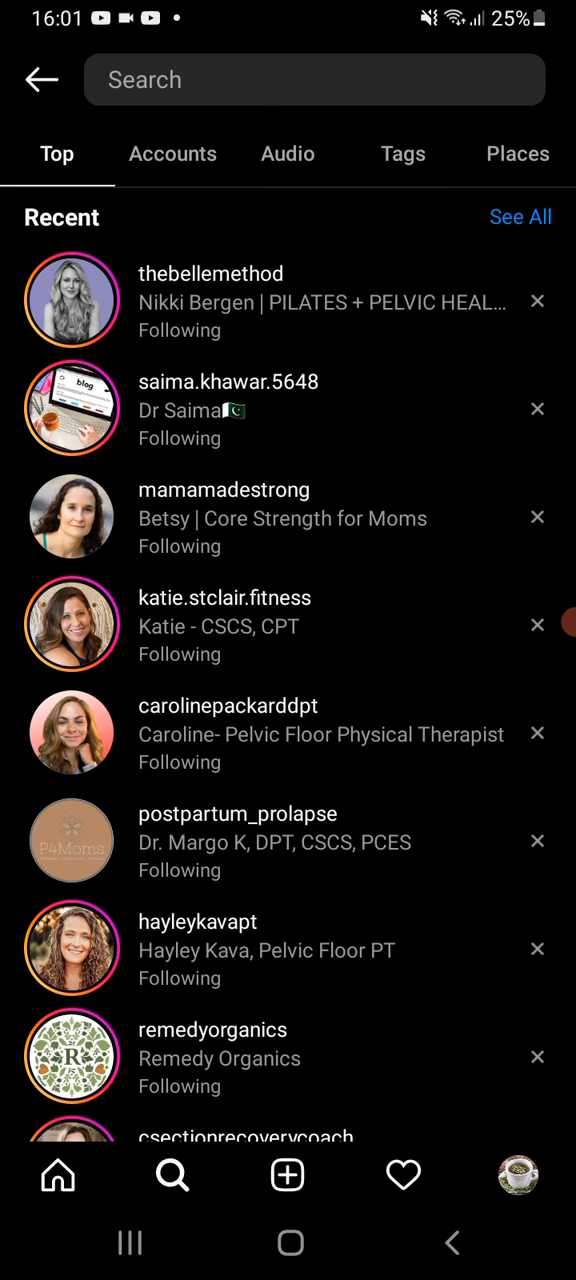 16:01 25%
Search
Top Accounts Audio Tags Places
Recent See All
thebellemethod
Nikki Bergen | PILATES + PELVIC HEAL...
Following
blog
saima.khawar.5648
Dr Saima🇵🇰
Following
mamamadestrong
Betsy | Core Strength for Moms
Following
katie.stclair.fitness
Katie - CSCS, CPT
Following
carolinepackarddpt
Caroline- Pelvic Floor Physical Therapist
Following
P4Moms
postpartum_prolapse
Dr. Margo K, DPT, CSCS, PCES
Following
hayleykavapt
Hayley Kava, Pelvic Floor PT
Following
R
remedyorganics
Remedy Organics
Following
csectionrecoverycoach